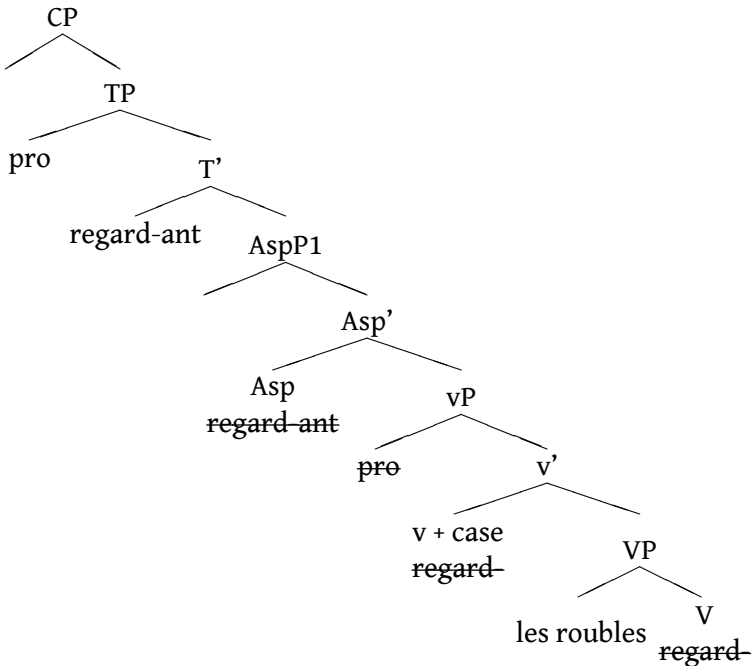 CP
TP
pro
T’
regard-ant
AspP1
Asp’
Asp
regard-ant
vP
pro
v’
v + case
regard-
VP
les roubles
V
regard-